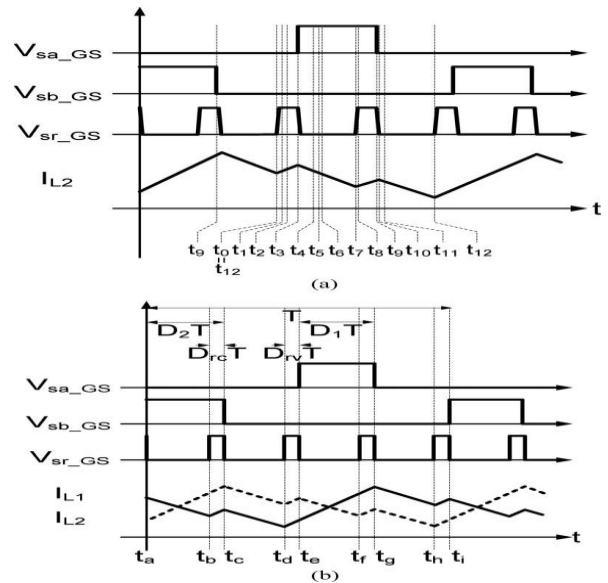 Vsa_GS
Vsb_GS
Vsr_GS
IL2
t
t9 t0 t1 t2 t3 t4 t5 t6 t7 t8 t9 t10 t11 t12
"
t12
(a)
T
D2T D1T
DrcT DrvT
Vsa_GS
Vsb_GS
Vsr_GS
IL1
IL2
t
ta tb tc td te tf tg th ti
(b)